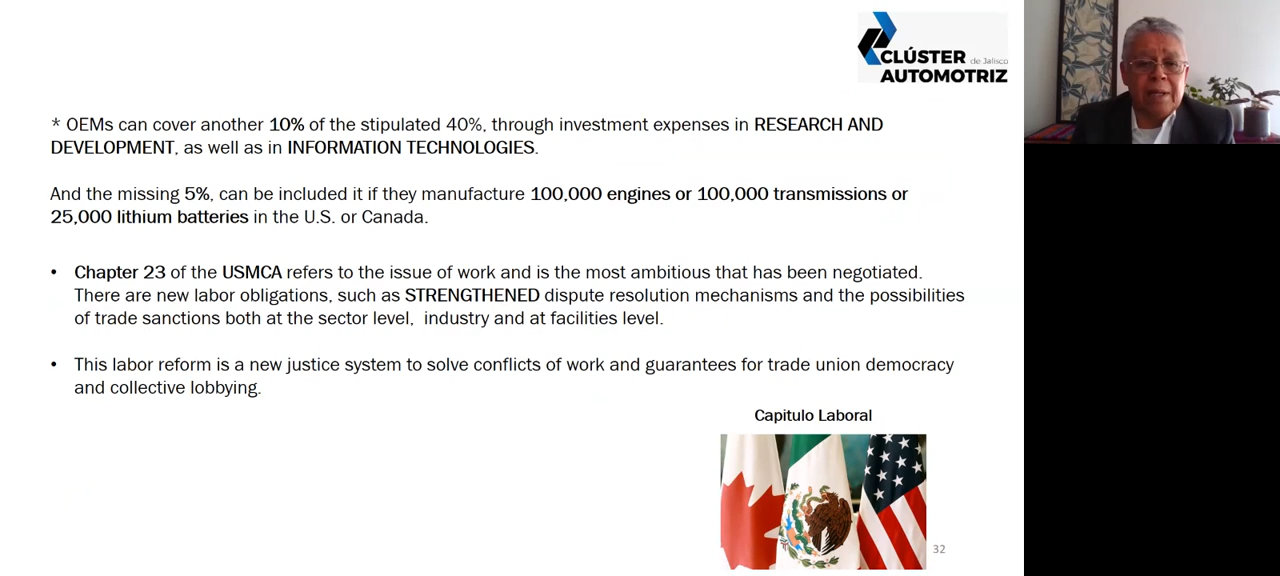 CLÚSTER de Jalisco
AUTOMOTRIZ
* OEMs can cover another 10% of the stipulated 40%, through investment expenses in RESEARCH AND
DEVELOPMENT, as well as in INFORMATION TECHNOLOGIES.
And the missing 5%, can be included it if they manufacture 100,000 engines or 100,000 transmissions or
25,000 lithium batteries in the U.S. or Canada.
• Chapter 23 of the USMCA refers to the issue of work and is the most ambitious that has been negotiated.
There are new labor obligations, such as STRENGTHENED dispute resolution mechanisms and the possibilities
of trade sanctions both at the sector level, industry and at facilities level.
• This labor reform is a new justice system to solve conflicts of work and guarantees for trade union democracy
and collective lobbying.
Capitulo Laboral
32